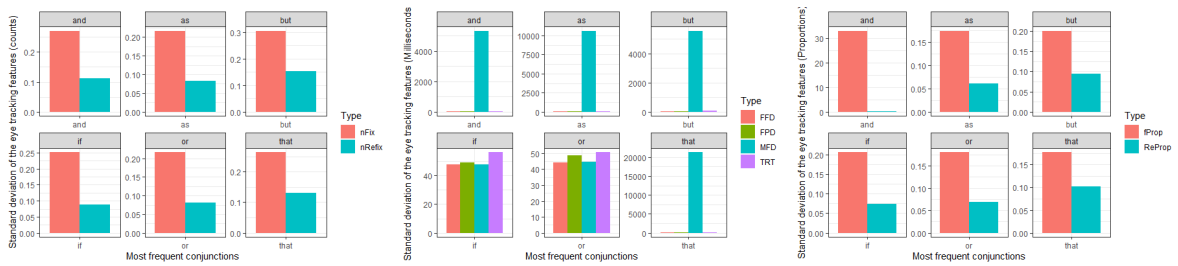 Standard deviation of the eye tracking features (counts)
and
as
but
0.2
0.1
0.0
0.20
0.15
0.10
0.05
0.00
0.3
0.2
0.1
0.0
and
as
but
if
or
that
0.25
0.20
0.15
0.10
0.05
0.00
0.20
0.15
0.10
0.05
0.00
0.2
0.1
0.0
if
or
that
Most frequent conjunctions
Type
nFix
nRefix
Standard deviation of the eye tracking features (Milliseconds
and
as
but
4000
2000
0
10000
7500
5000
2500
0
4000
2000
0
and
as
but
if
or
that
40
20
0
50
40
30
20
10
0
20000
15000
10000
5000
0
if
or
that
Most frequent conjunctions
Type
FFD
FPD
MFD
TRT
Standard deviation of the eye tracking features (Proportions)
and
as
but
30
20
10
0
0.15
0.10
0.05
0.00
0.20
0.15
0.10
0.05
0.00
and
as
but
if
or
that
0.20
0.15
0.10
0.05
0.00
0.15
0.10
0.05
0.00
0.15
0.10
0.05
0.00
if
or
that
Most frequent conjunctions
Type
fProp
ReProp